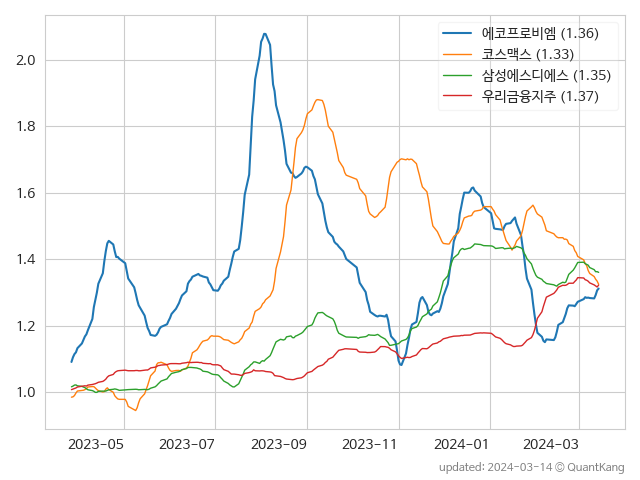 에코프로비엠 (1.36)
코스맥스 (1.33)
삼성에스디에스 (1.35)
우리금융지주 (1.37)
2.0
1.8
1.6
1.4
1.2
1.0
2023−05 2023−07 2023−09 2023−11 2024−01 2024−03
updated: 2024-03-14 © QuantKang